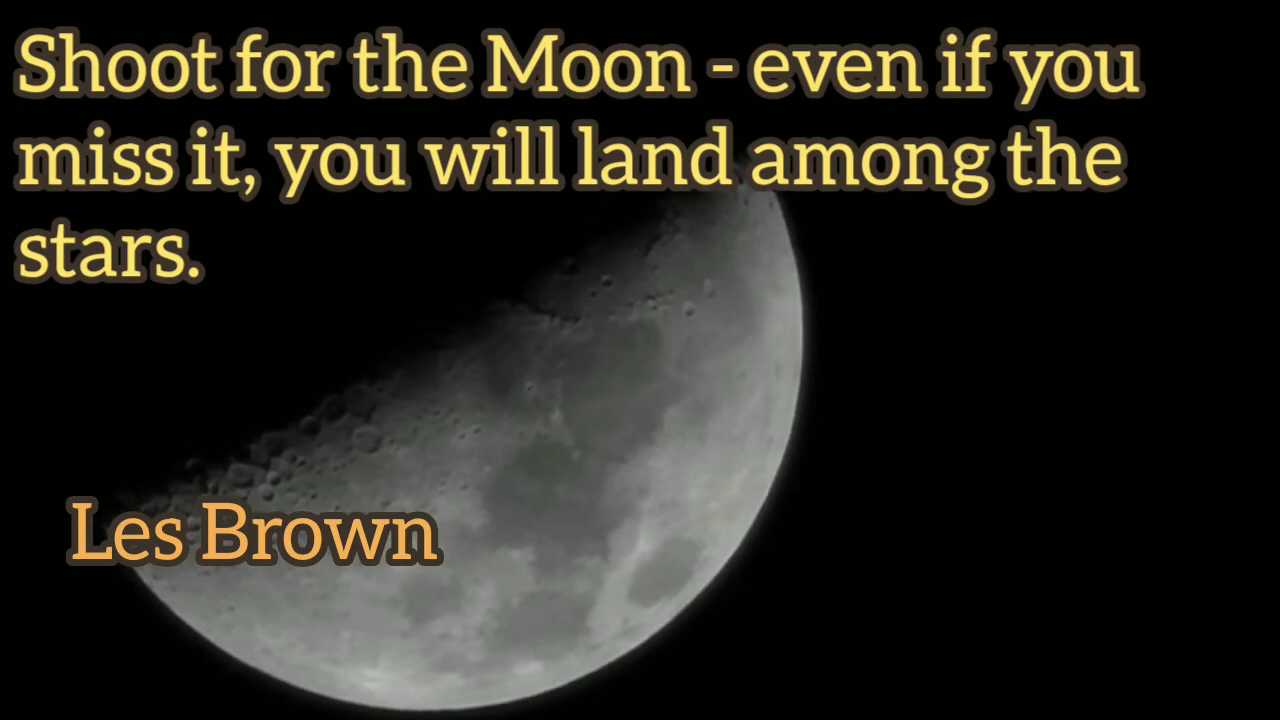 Shoot for the Moon - even if you
miss it, you will land among the
stars.
Les Brown